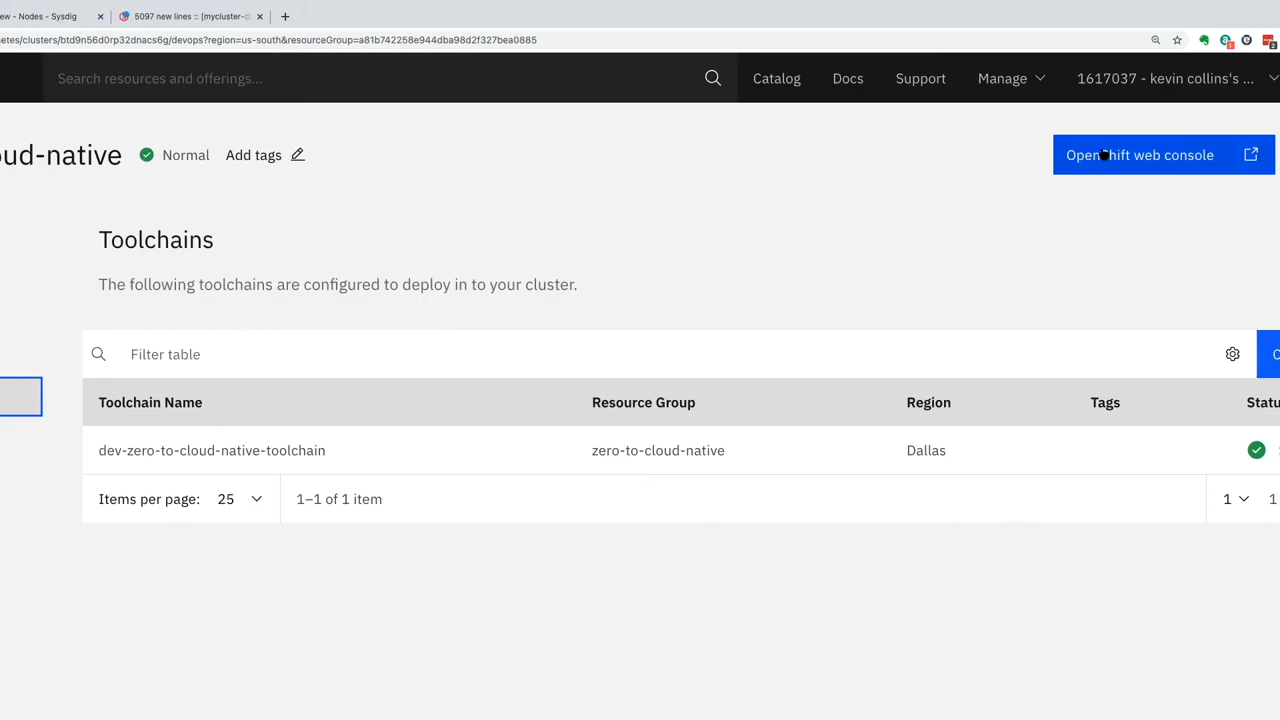 ew - Nodes - Sysdig
5097 new lines :: [mycluster-d
etes/clusters/btd9n56d0rp32dnacs6g/devops?region=us-south&resourceGroup=a81b742258e944dba98d2f327bea0885
Search resources and offerings...
Catalog
Docs
Support
Manage
1617037 - kevin collins's ...
oud-native
Normal
Add tags
OpenShift web console
Toolchains
The following toolchains are configured to deploy in to your cluster.
Filter table
Toolchain Name Resource Group Region Tags Statu
dev-zero-to-cloud-native-toolchain zero-to-cloud-native Dallas
Items per page: 25 1–1 of 1 item 1 1